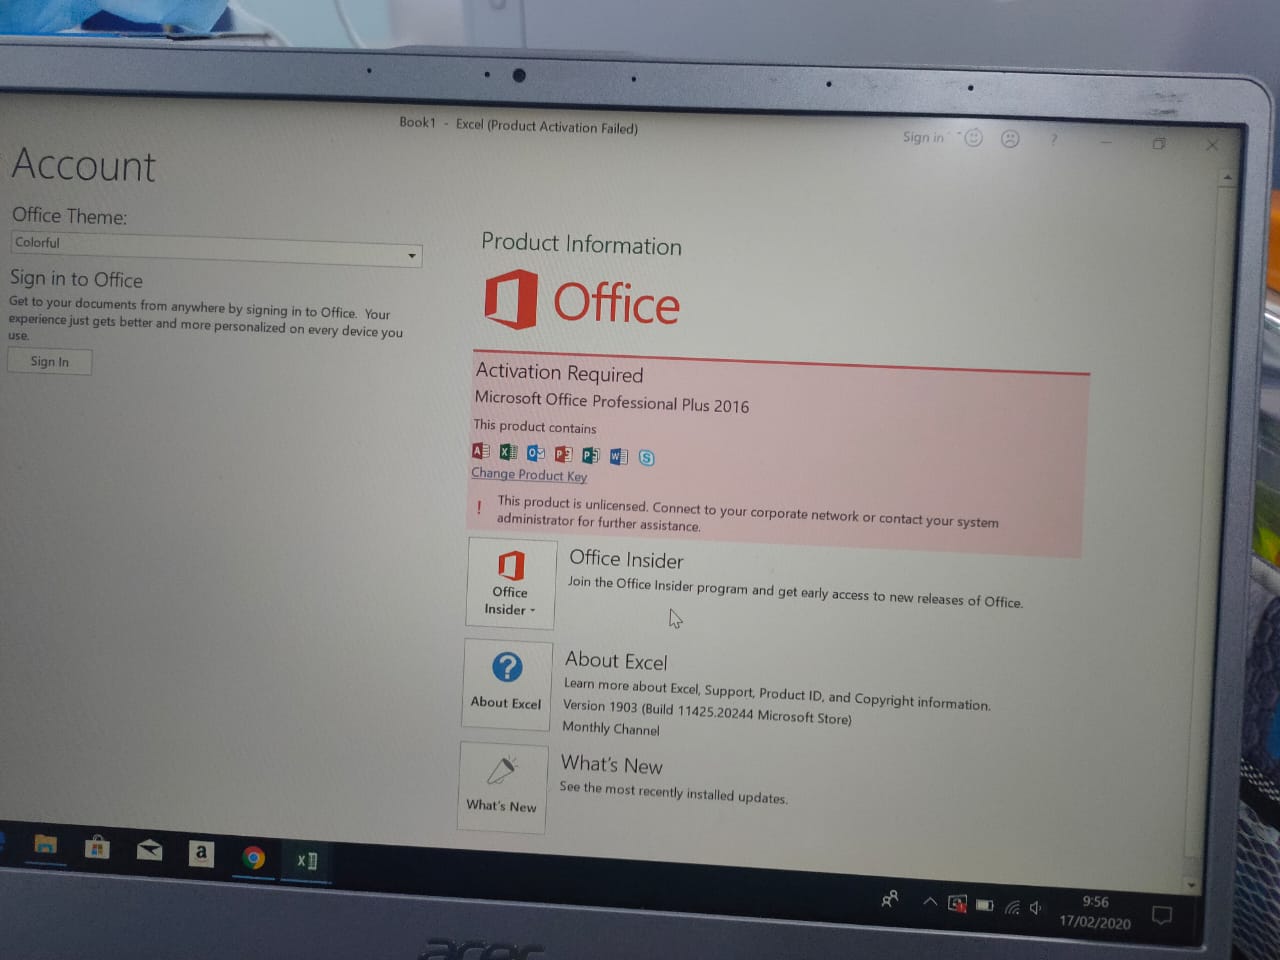 Book1 - Excel (Product Activation Failed)
Sign in
?
Account
Office Theme:
Colorful
Sign in to Office
Get to your documents from anywhere by signing in to Office. Your
experience just gets better and more personalized on every device you
use.
Sign In
Product Information
Office
Activation Required
Microsoft Office Professional Plus 2016
This product contains
Change Product Key
! This product is unlicensed. Connect to your corporate network or contact your system
administrator for further assistance.
Office
Insider
Office Insider
Join the Office Insider program and get early access to new releases of Office.
?
About Excel
About Excel
Learn more about Excel, Support, Product ID, and Copyright information.
Version 1903 (Build 11425.20244 Microsoft Store)
Monthly Channel
What's New
What's New
See the most recently installed updates.
a
9:56
17/02/2020
acer